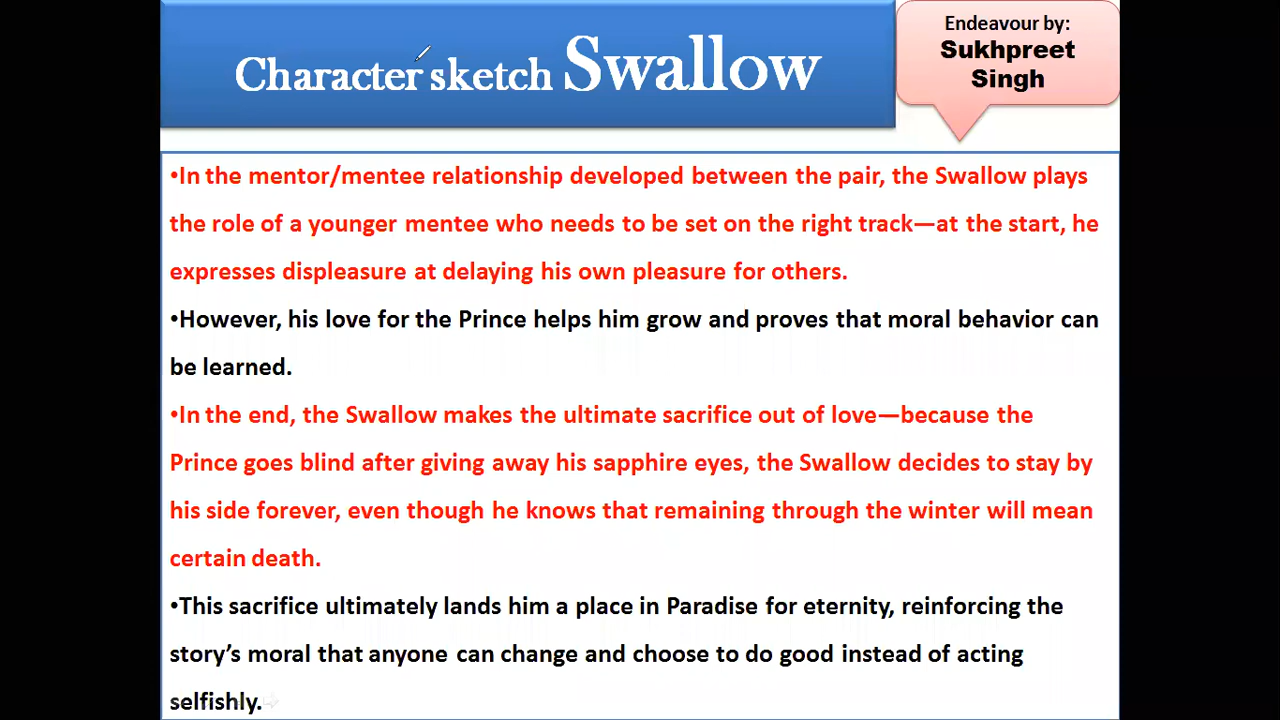 Character sketch Swallow
Endeavour by:
Sukhpreet
Singh
•In the mentor/mentee relationship developed between the pair, the Swallow plays
the role of a younger mentee who needs to be set on the right track—at the start, he
expresses displeasure at delaying his own pleasure for others.
•However, his love for the Prince helps him grow and proves that moral behavior can
be learned.
•In the end, the Swallow makes the ultimate sacrifice out of love—because the
Prince goes blind after giving away his sapphire eyes, the Swallow decides to stay by
his side forever, even though he knows that remaining through the winter will mean
certain death.
•This sacrifice ultimately lands him a place in Paradise for eternity, reinforcing the
story’s moral that anyone can change and choose to do good instead of acting
selfishly.